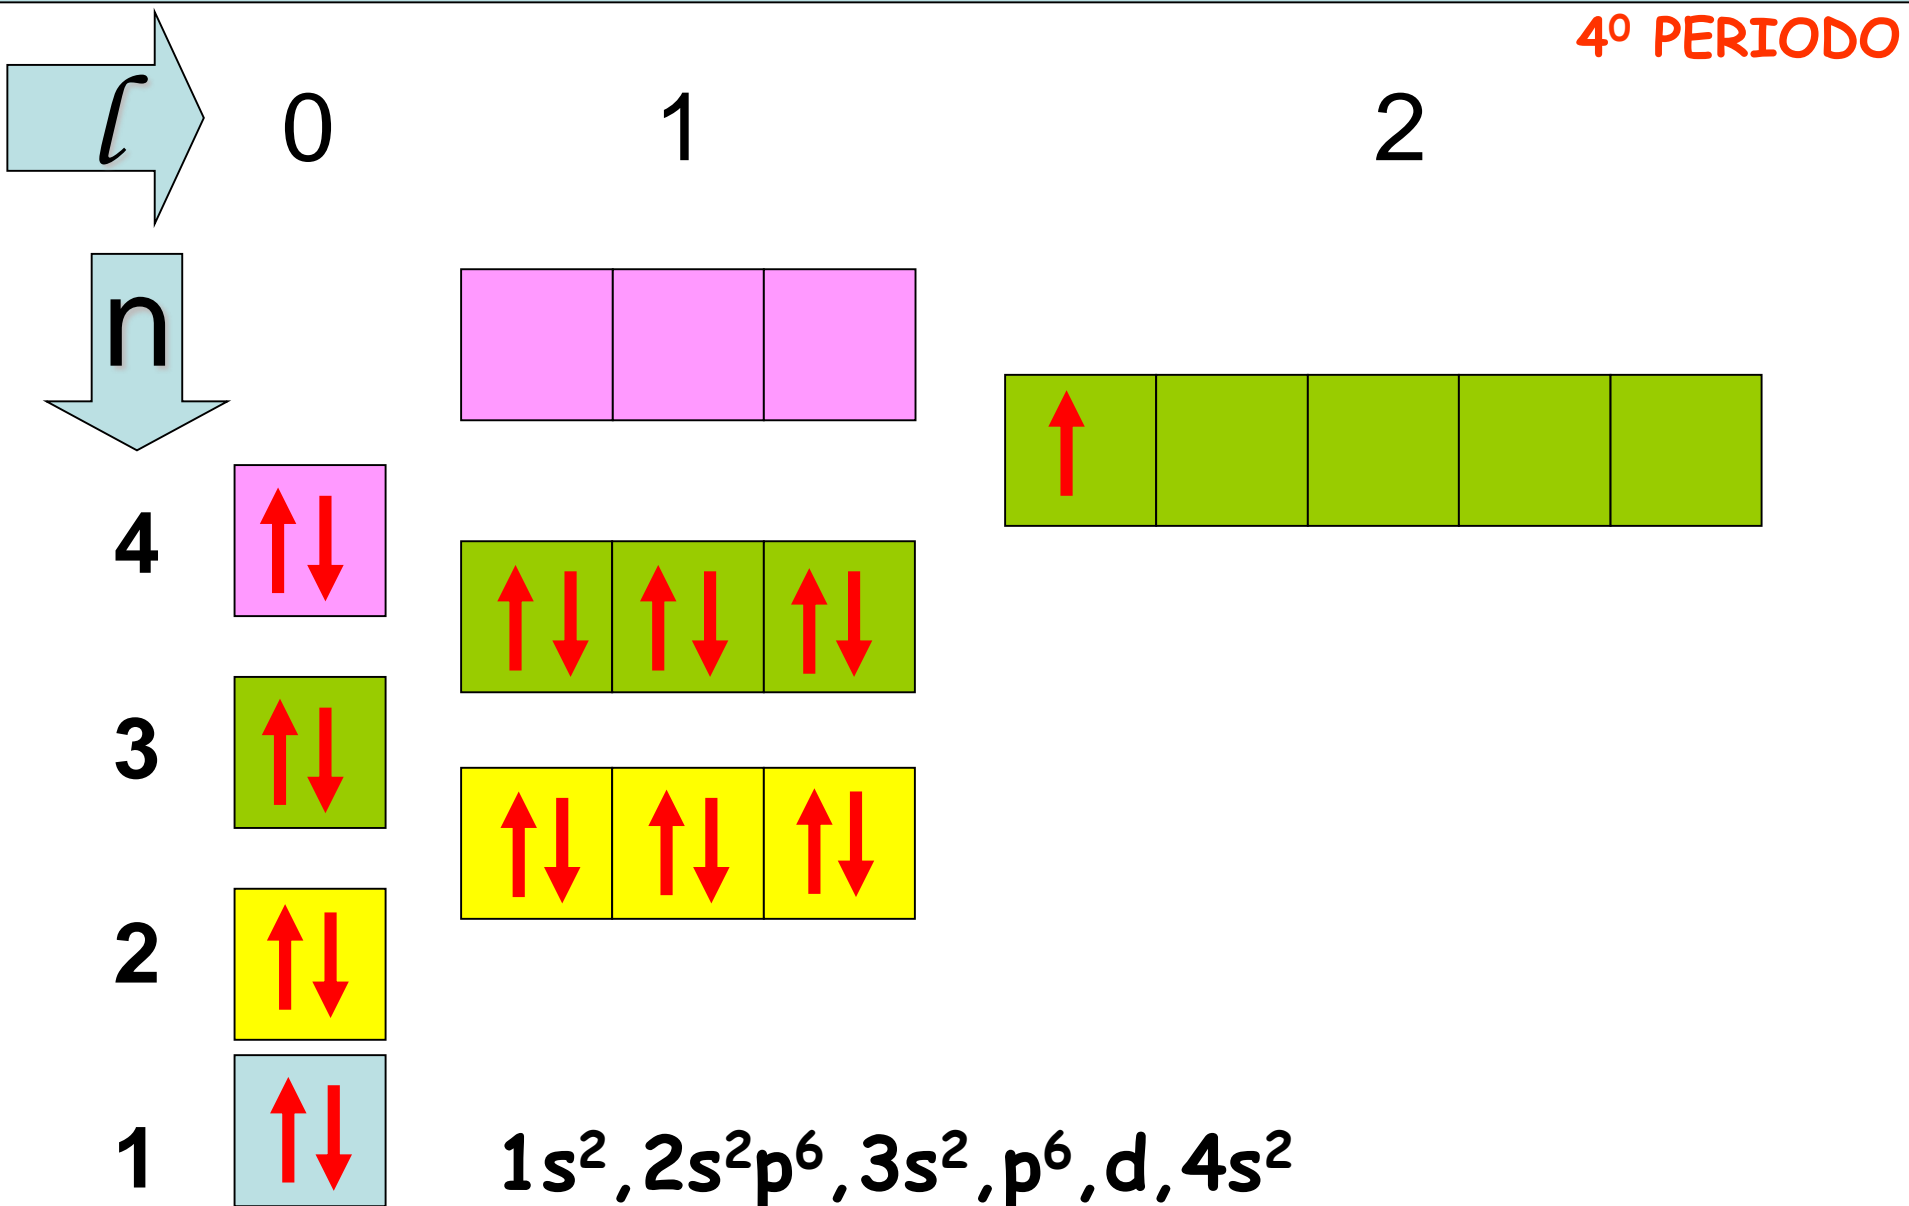 4⁰ PERIODO
l 0 1 2
n
4
3
2
1
1s²,2s²p⁶,3s²,p⁶,d,4s²